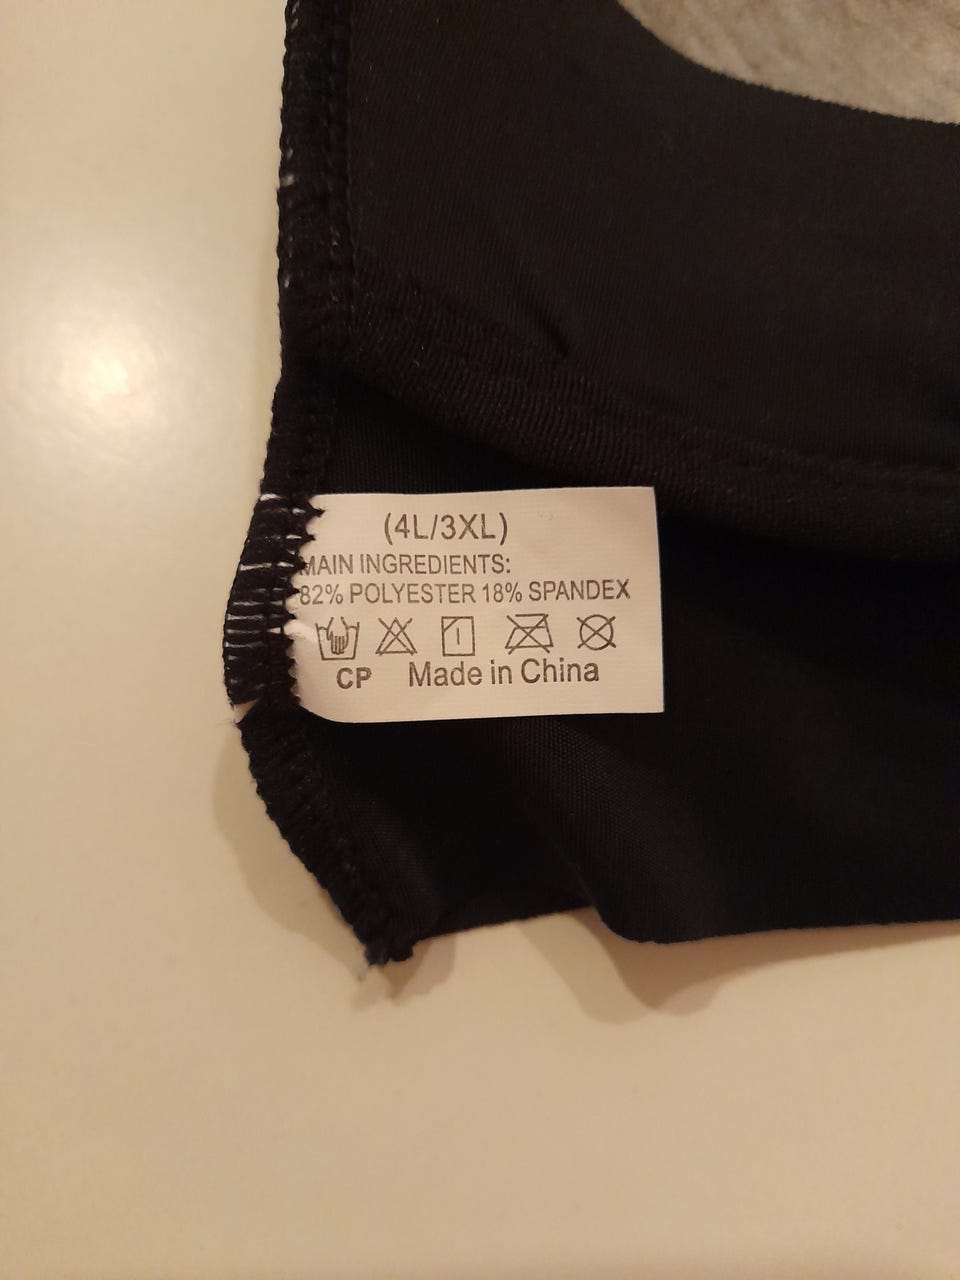 (4L/3XL)
MAIN INGREDIENTS:
82% POLYESTER 18% SPANDEX
CP Made in China